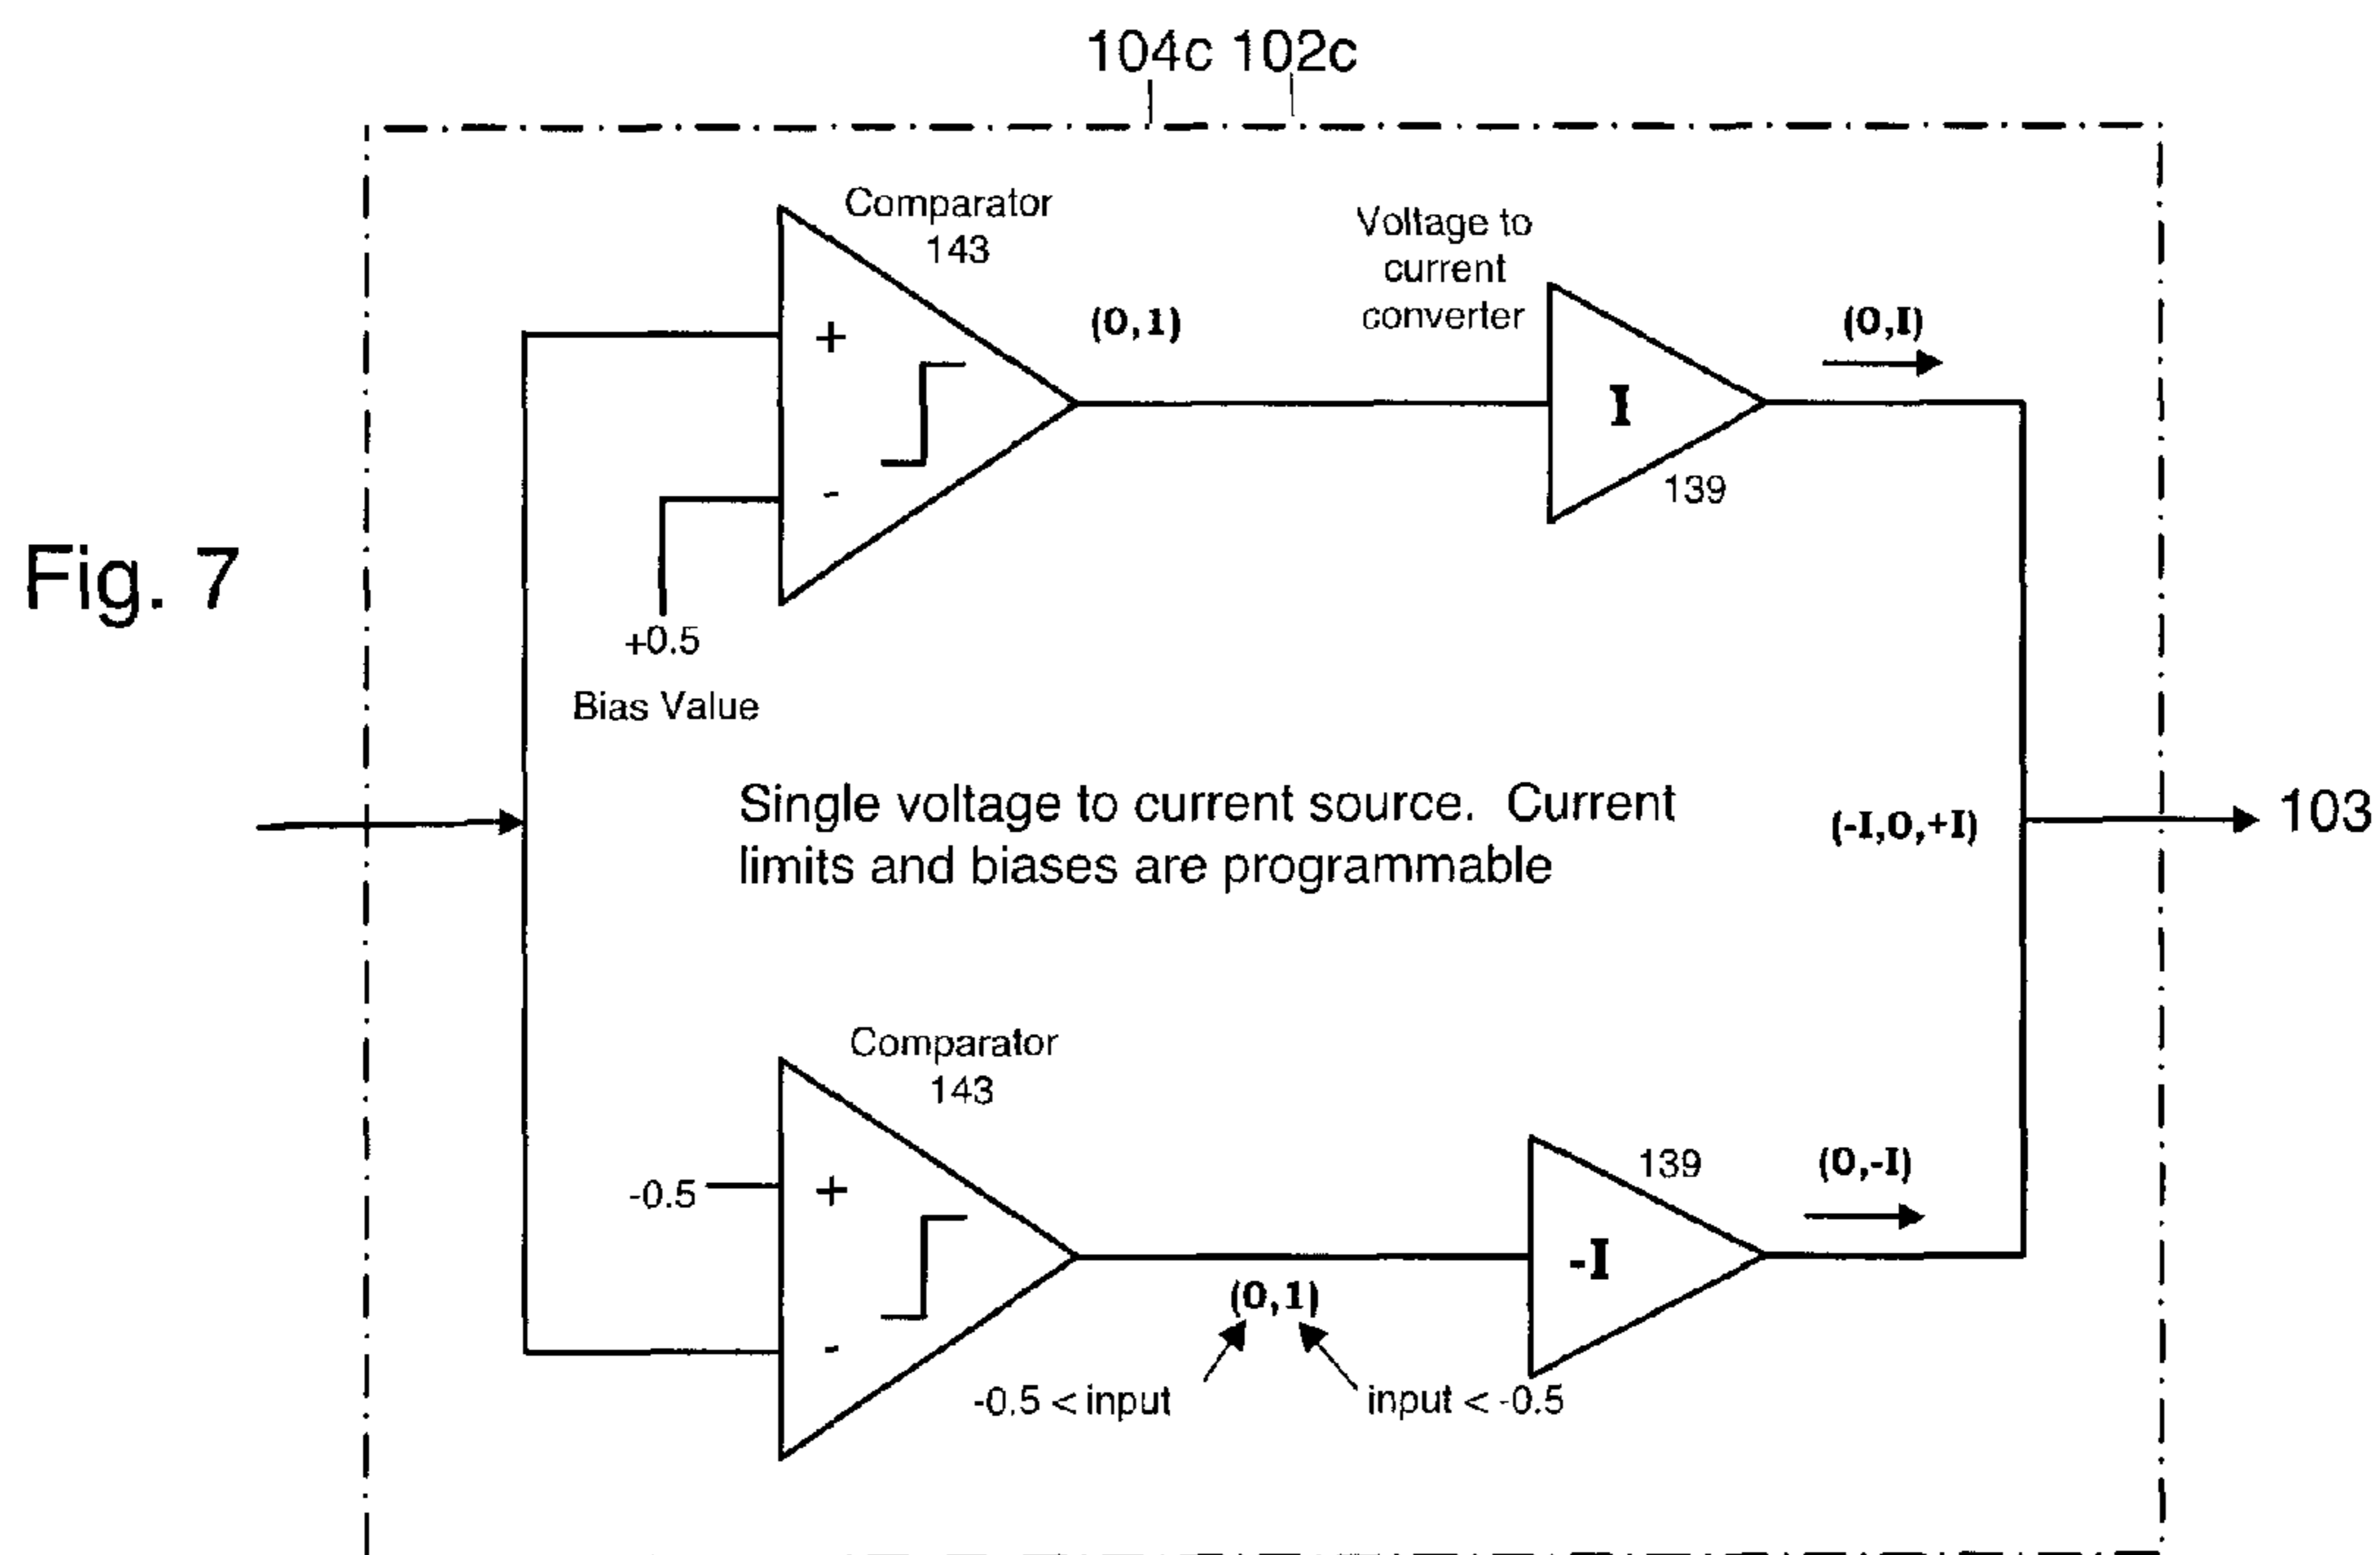 104c 102c
Comparator
143
Voltage to
current
converter
(0,1)
(0,I)
+
I
139
-
Fig. 7
+0.5
Bias Value
Single voltage to current source. Current
limits and biases are programmable
(-I,0,+I)
103
Comparator
143
139
(0,-I)
-0.5
+
-I
(0,1)
-
-0.5 < input
input < -0.5